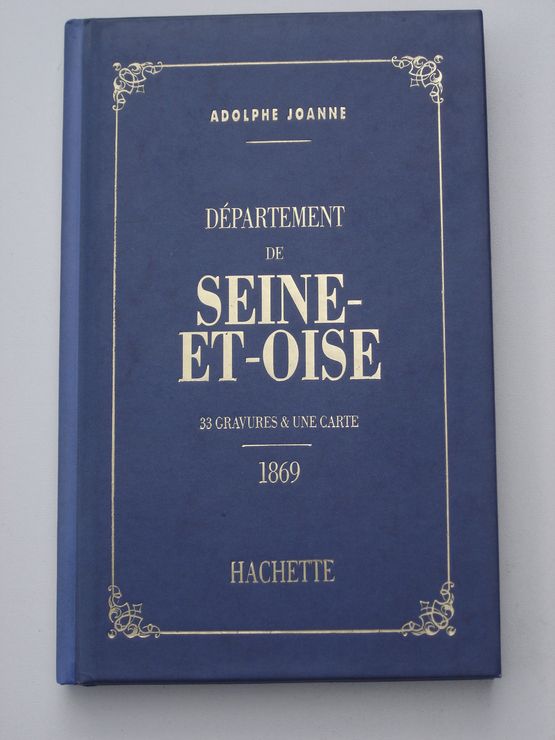 ADOLPHE JOANNE
DÉPARTEMENT
DE
SEINE-
ET-OISE
33 GRAVURES & UNE CARTE
1869
HACHETTE